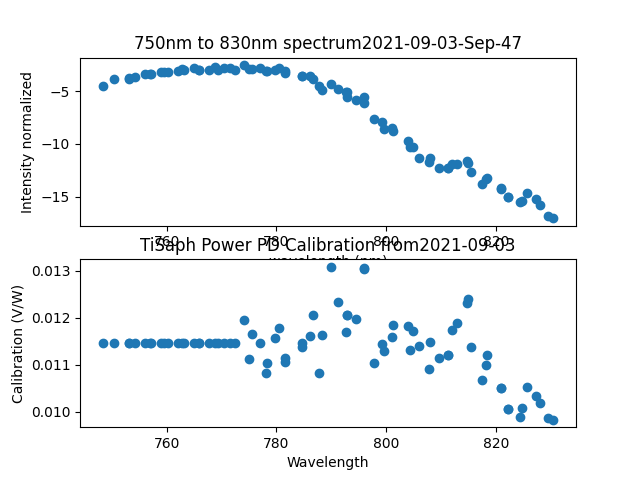 750nm to 830nm spectrum2021-09-03-Sep-47
Intensity normalized
−5
−10
−15
760 780 800 820
wavelength (nm)
TiSaph Power PD Calibration from2021-09-03
Calibration (V/W)
0.013
0.012
0.011
0.010
760 780 800 820
Wavelength